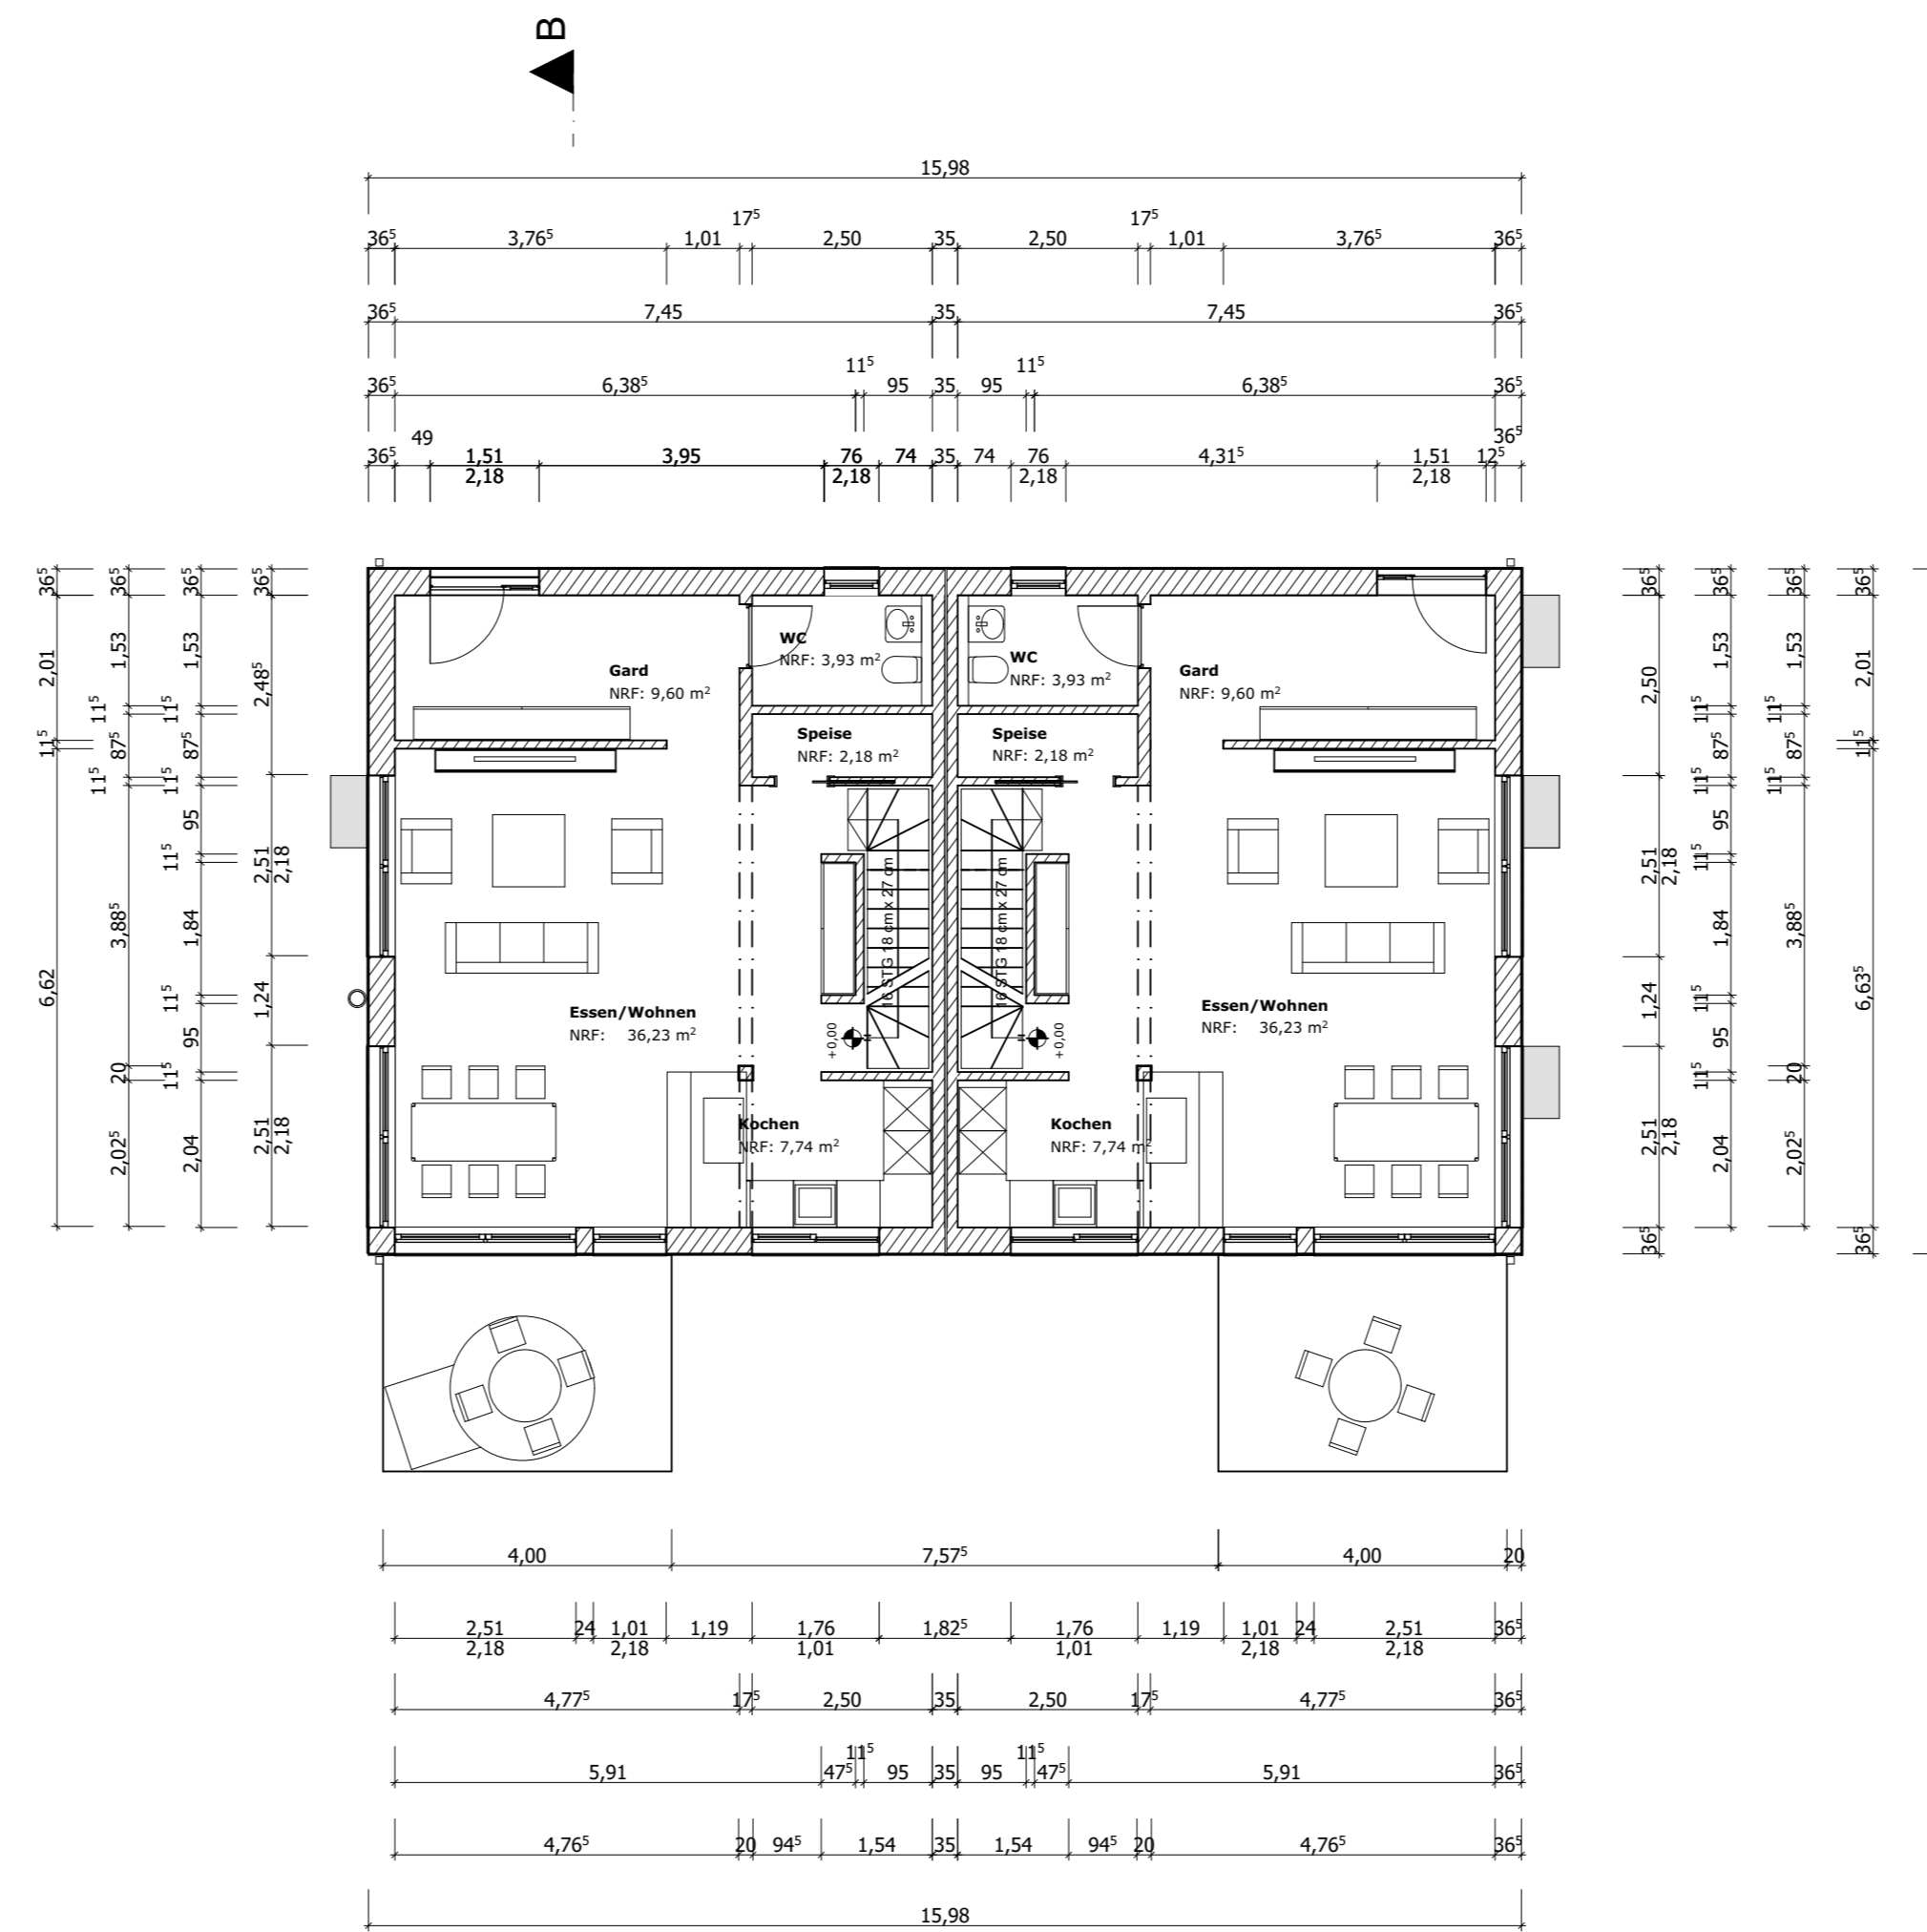 B
15,98
17⁵ 17⁵
36⁵ 3,76⁵ 1,01 2,50 35 2,50 1,01 3,76⁵ 36⁵
36⁵ 7,45 35 7,45 36⁵
11⁵ 11⁵
36⁵ 6,38⁵ 95 35 95 6,38⁵ 36⁵
49 36⁵
36⁵ 1,51 3,95 76 74 35 74 76 4,31⁵ 1,51 12⁵
2,18 2,18 2,18 2,18
36⁵ 2,01 11⁵ 6,62
36⁵ 1,53 11⁵ 87⁵ 11⁵ 3,88⁵ 20 2,02⁵
36⁵ 1,53 11⁵ 87⁵ 11⁵ 95 11⁵ 1,84 11⁵ 95 11⁵ 2,04
36⁵ 2,48⁵ 2,51 1,24 2,51
2,18 2,18
WC
NRF: 3,93 m²
WC
NRF: 3,93 m²
Gard
NRF: 9,60 m²
Gard
NRF: 9,60 m²
Speise
NRF: 2,18 m²
Speise
NRF: 2,18 m²
16 STG 18 cm x 27 cm
16 STG 18 cm x 27 cm
Essen/Wohnen
NRF: 36,23 m²
Essen/Wohnen
NRF: 36,23 m²
+0,00
+0,00
Kochen
NRF: 7,74 m²
Kochen
NRF: 7,74 m²
36⁵ 2,50 2,51 1,24 2,51 36⁵
2,18 2,18
36⁵ 1,53 11⁵ 87⁵ 11⁵ 95 11⁵ 1,84 11⁵ 95 11⁵ 2,04
36⁵ 1,53 11⁵ 87⁵ 11⁵ 3,88⁵ 20 2,02⁵
36⁵ 2,01 11⁵ 6,63⁵ 36⁵
4,00 7,57⁵ 4,00 20
2,51 24 1,01 1,19 1,76 1,82⁵ 1,76 1,19 1,01 24 2,51 36⁵
2,18 2,18 1,01 1,01 2,18 2,18
4,77⁵ 17⁵ 2,50 35 2,50 17⁵ 4,77⁵ 36⁵
11⁵ 11⁵
5,91 47⁵ 95 35 95 47⁵ 5,91 36⁵
4,76⁵ 20 94⁵ 1,54 35 1,54 94⁵ 20 4,76⁵ 36⁵
15,98